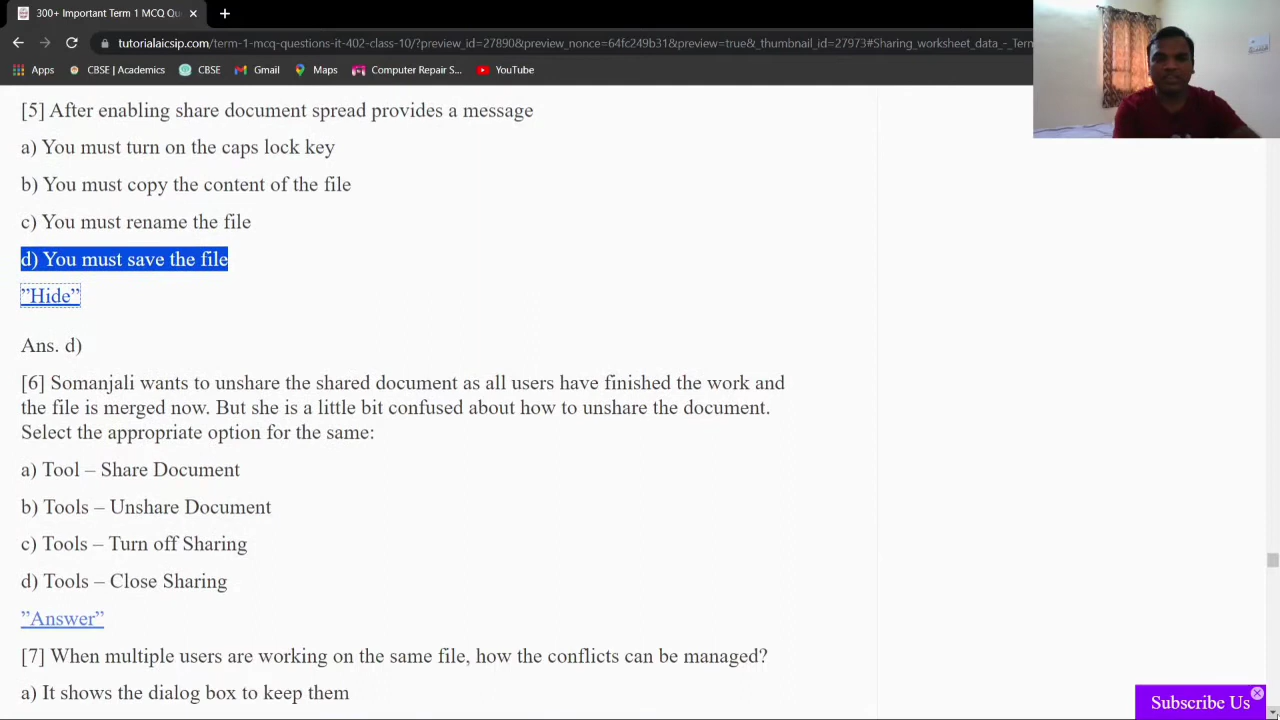 300+ Important Term 1 MCQ Qu
tutorialaicsip.com/term-1-mcq-questions-it-402-class-10/?preview_id=27890&preview_nonce=64fc249b31&preview=true&_thumbnail_id=27973#Sharing_worksheet_data_-_Term
Apps CBSE | Academics CBSE Gmail Maps Computer Repair S... YouTube
[5] After enabling share document spread provides a message
a) You must turn on the caps lock key
b) You must copy the content of the file
c) You must rename the file
d) You must save the file
”Hide”
Ans. d)
[6] Somanjali wants to unshare the shared document as all users have finished the work and
the file is merged now. But she is a little bit confused about how to unshare the document.
Select the appropriate option for the same:
a) Tool – Share Document
b) Tools – Unshare Document
c) Tools – Turn off Sharing
d) Tools – Close Sharing
”Answer”
[7] When multiple users are working on the same file, how the conflicts can be managed?
a) It shows the dialog box to keep them
Subscribe Us